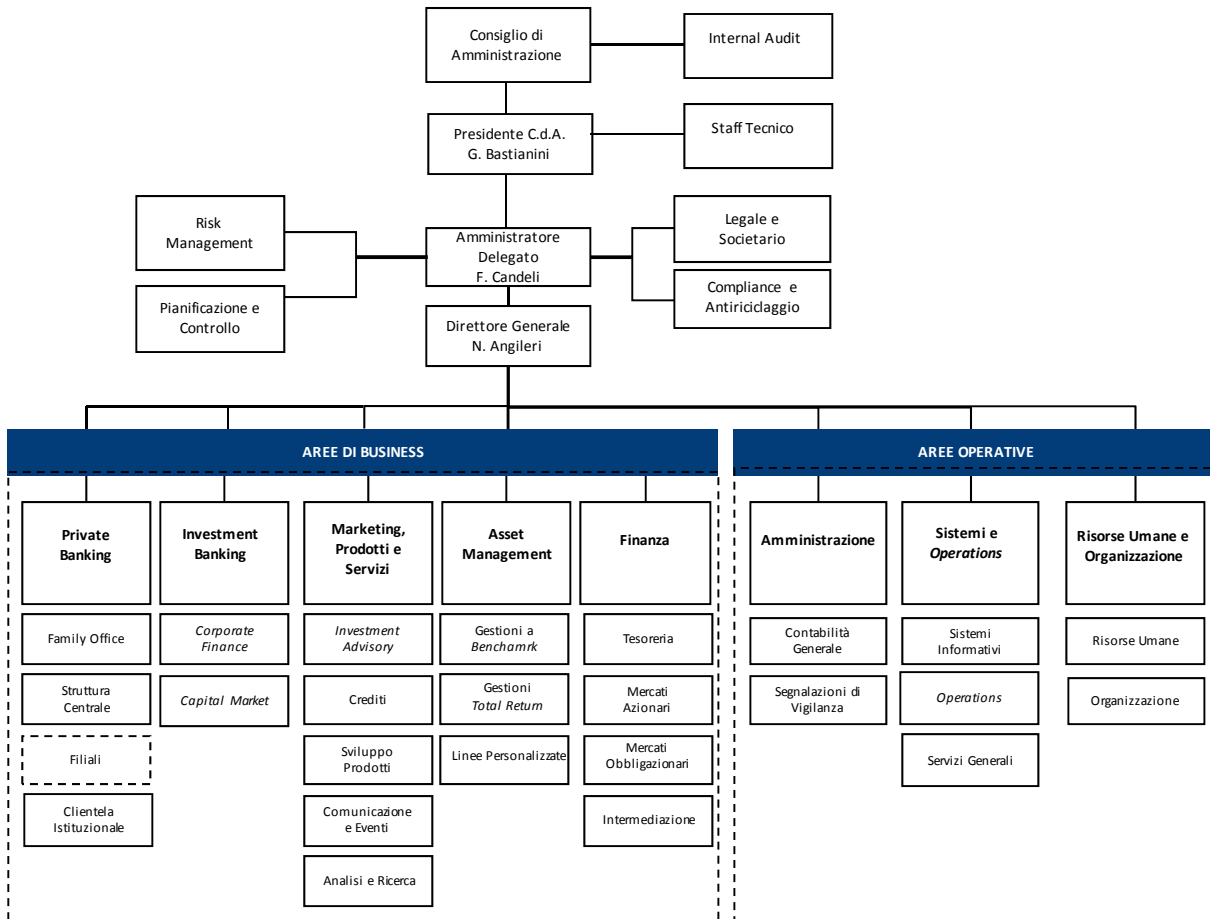 Consiglio di
Amministrazione
Internal Audit
Presidente C.d.A.
G. Bastianini
Staff Tecnico
Risk
Management
Amministratore
Delegato
F. Candeli
Legale e
Societario
Pianificazione e
Controllo
Compliance e
Antiriciclaggio
Direttore Generale
N. Angileri
AREE DI BUSINESS
AREE OPERATIVE
Private
Banking
Investment
Banking
Marketing,
Prodotti e
Servizi
Asset
Management
Finanza
Amministrazione
Sistemi e
Operations
Risorse Umane e
Organizzazione
Family Office
Corporate
Finance
Investment
Advisory
Gestioni a
Benchamrk
Tesoreria
Contabilità
Generale
Sistemi
Informativi
Risorse Umane
Struttura
Centrale
Capital Market
Crediti
Gestioni
Total Return
Mercati
Azionari
Segnalazioni di
Vigilanza
Operations
Organizzazione
Filiali
Sviluppo
Prodotti
Linee Personalizzate
Mercati
Obbligazionari
Servizi Generali
Clientela
Istituzionale
Comunicazione
e Eventi
Intermediazione
Analisi e Ricerca